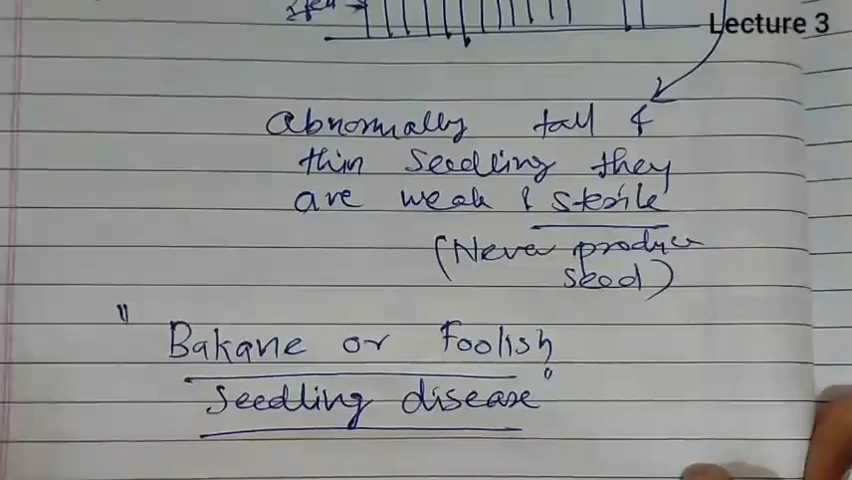 Lecture 3
Abnormally tall &
thin seedling they
are weak & sterile
(Never produce
seed)
"Bakane or Foolish
Seedling disease"